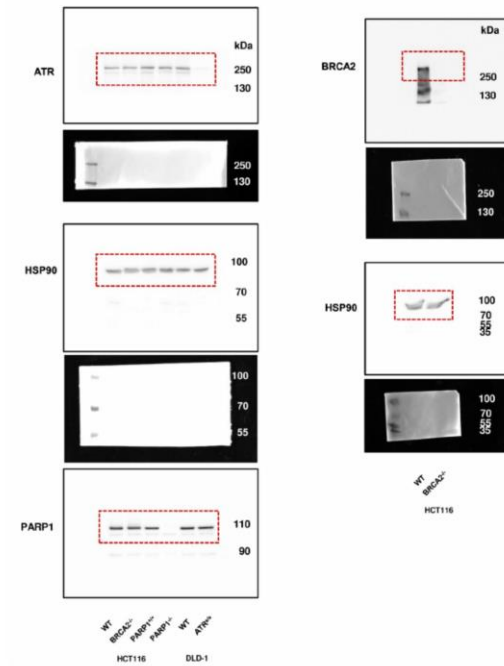 kDa
ATR
250
130
250
130
HSP90
100
70
55
100
70
55
PARP1
110
90
WT
BRCA2-/-
PARP1+/+
PARP1-/-
WT
ATRs/s
HCT116
DLD-1
kDa
BRCA2
250
130
250
130
HSP90
100
70
55
35
100
70
55
35
WT
BRCA2-/-
HCT116